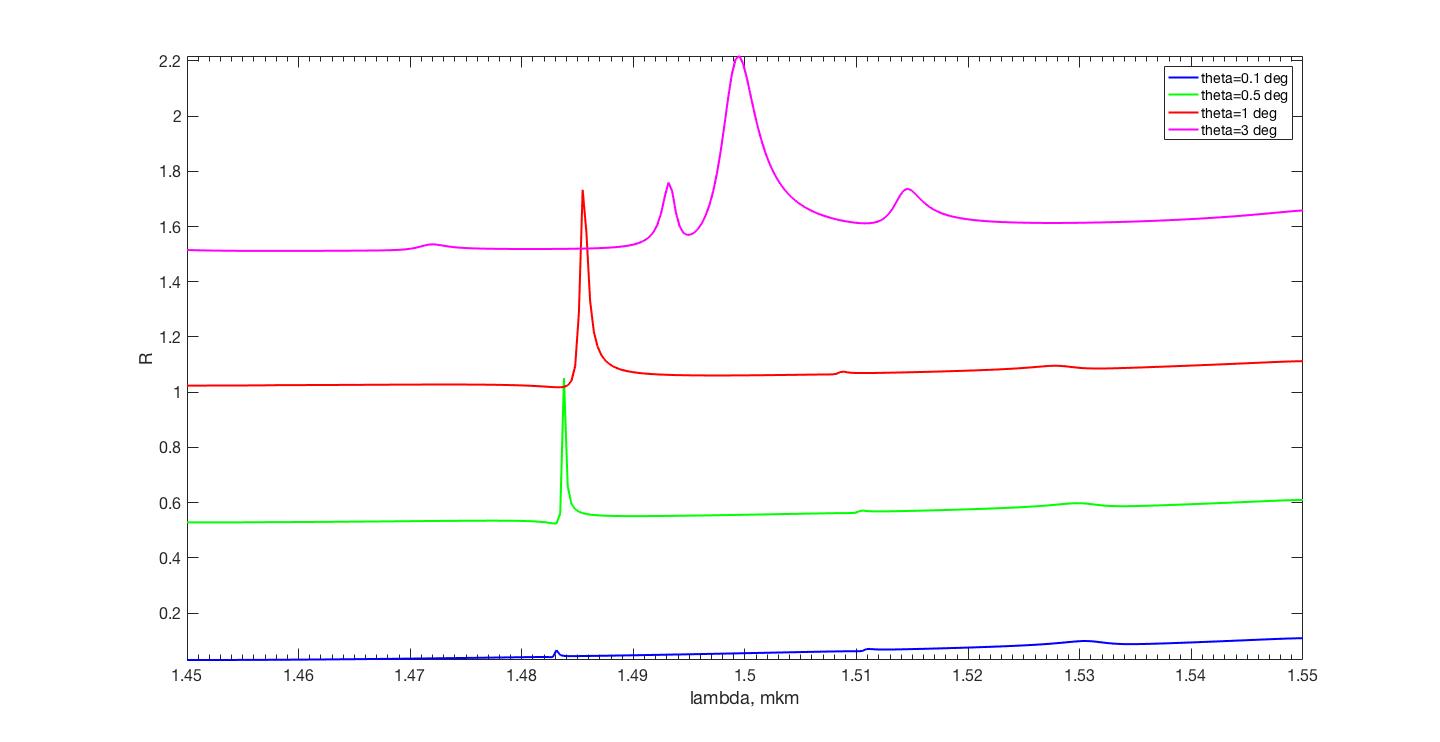 2.2
2
1.8
1.6
1.4
1.2
1
0.8
0.6
0.4
0.2
R
1.45 1.46 1.47 1.48 1.49 1.5 1.51 1.52 1.53 1.54 1.55
lambda, mkm
theta=0.1 deg
theta=0.5 deg
theta=1 deg
theta=3 deg